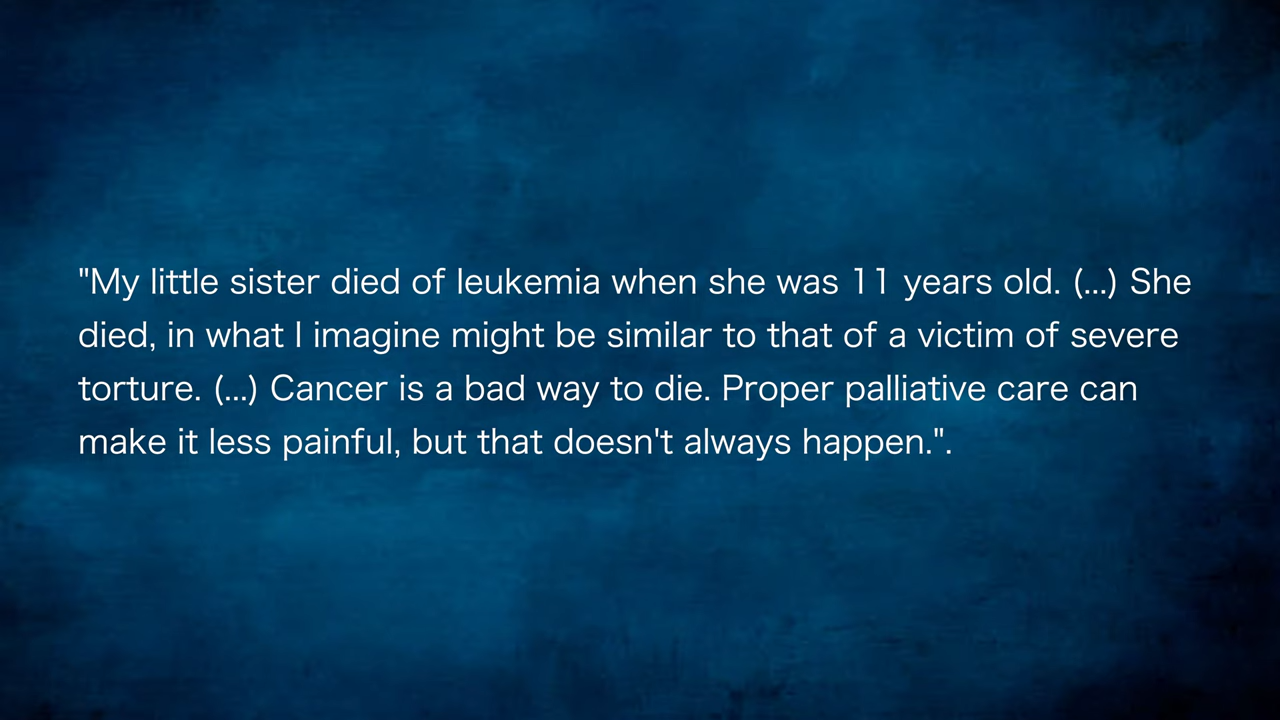 "My little sister died of leukemia when she was 11 years old. (...) She
died, in what I imagine might be similar to that of a victim of severe
torture. (...) Cancer is a bad way to die. Proper palliative care can
make it less painful, but that doesn't always happen.".